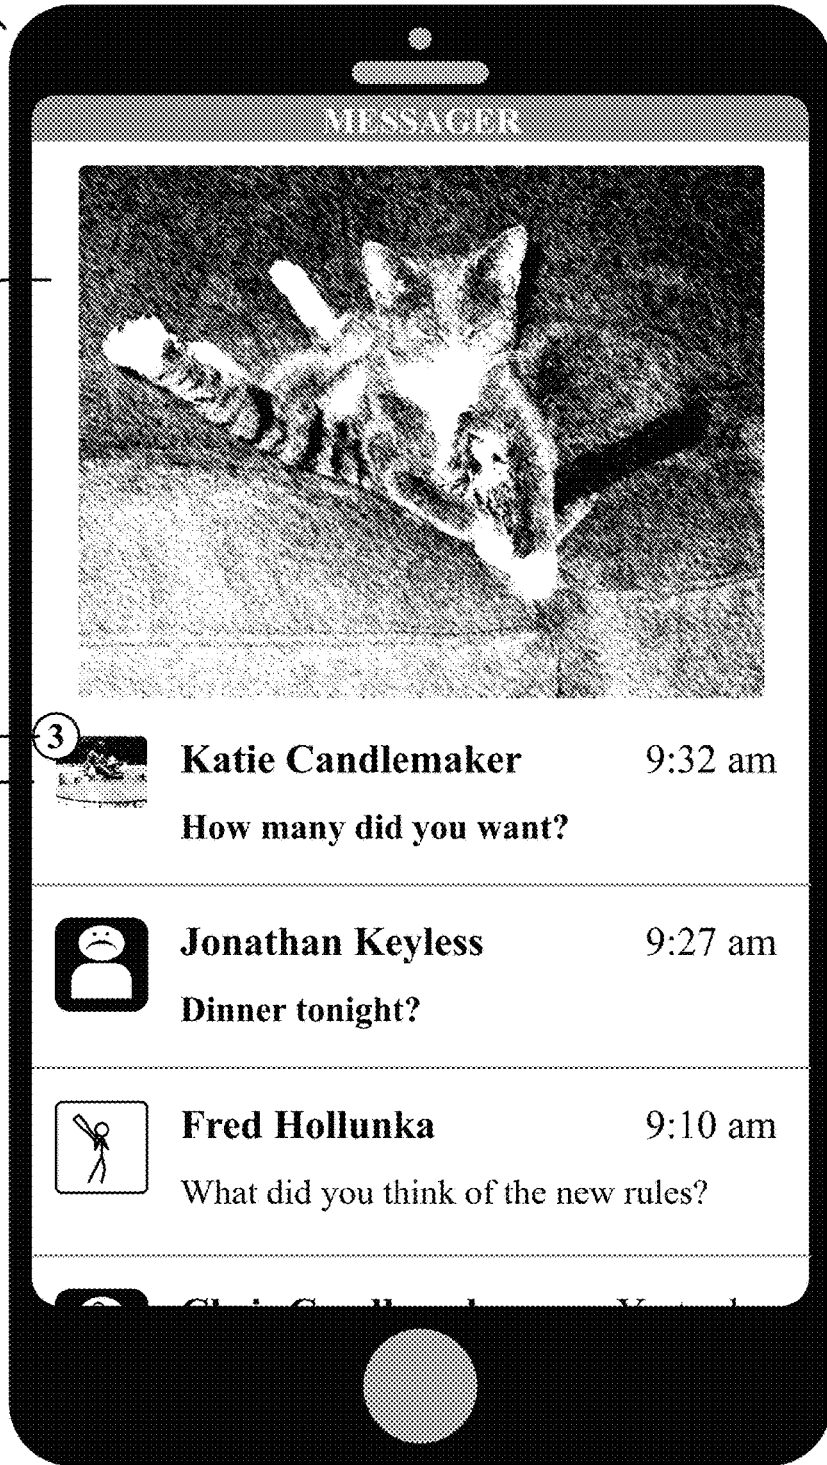 MESSAGER
3
Katie Candlemaker 9:32 am
How many did you want?
Jonathan Keyless 9:27 am
Dinner tonight?
Fred Hollunka 9:10 am
What did you think of the new rules?